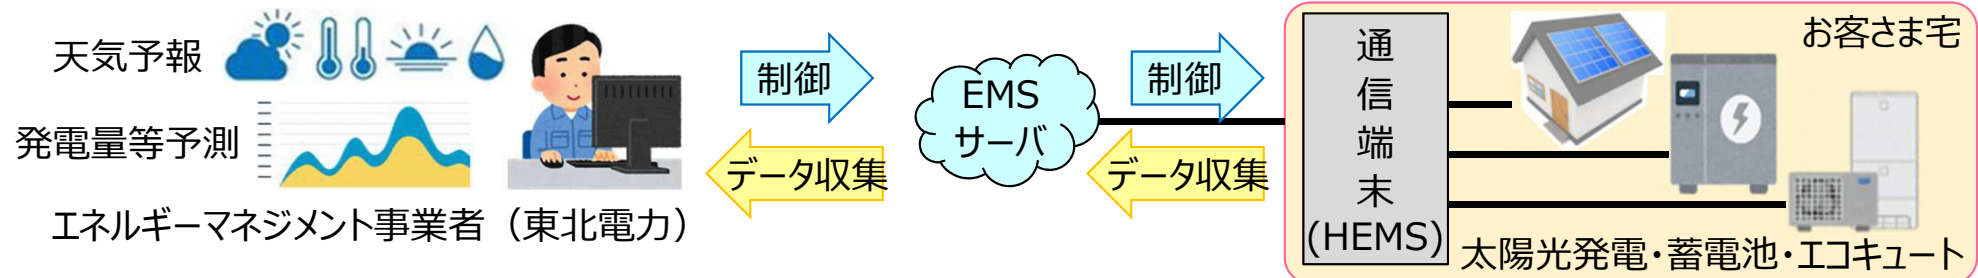 天気予報
発電量等予測
エネルギーマネジメント事業者（東北電力）
制御
データ収集
EMS
サーバ
制御
データ収集
通信端末
(HEMS)
お客さま宅
太陽光発電・蓄電池・エコキュート